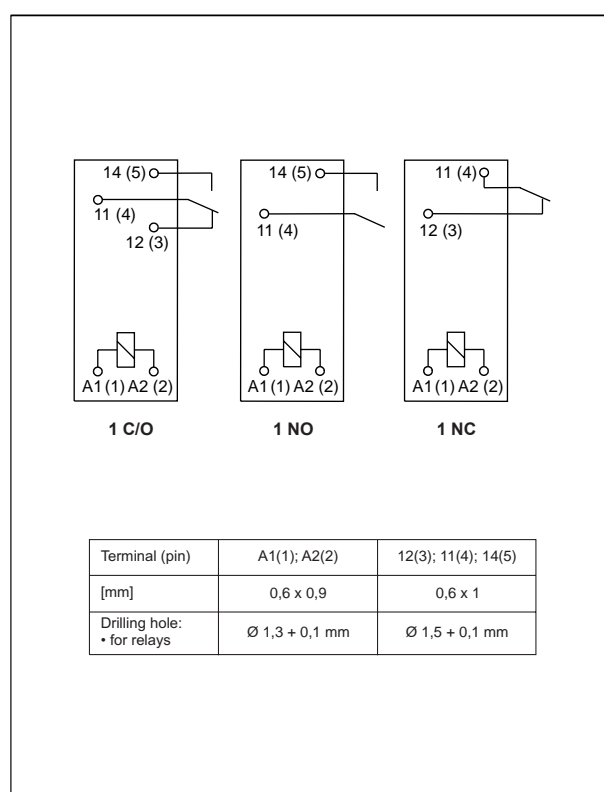 14 (5)
11 (4)
12 (3)
A1 (1) A2 (2)
1 C/O
14 (5)
11 (4)
A1 (1) A2 (2)
1 NO
11 (4)
12 (3)
A1 (1) A2 (2)
1 NC
Terminal (pin) A1(1); A2(2) 12(3); 11(4); 14(5)
[mm] 0,6 x 0,9 0,6 x 1
Drilling hole:
• for relays Ø 1,3 + 0,1 mm Ø 1,5 + 0,1 mm